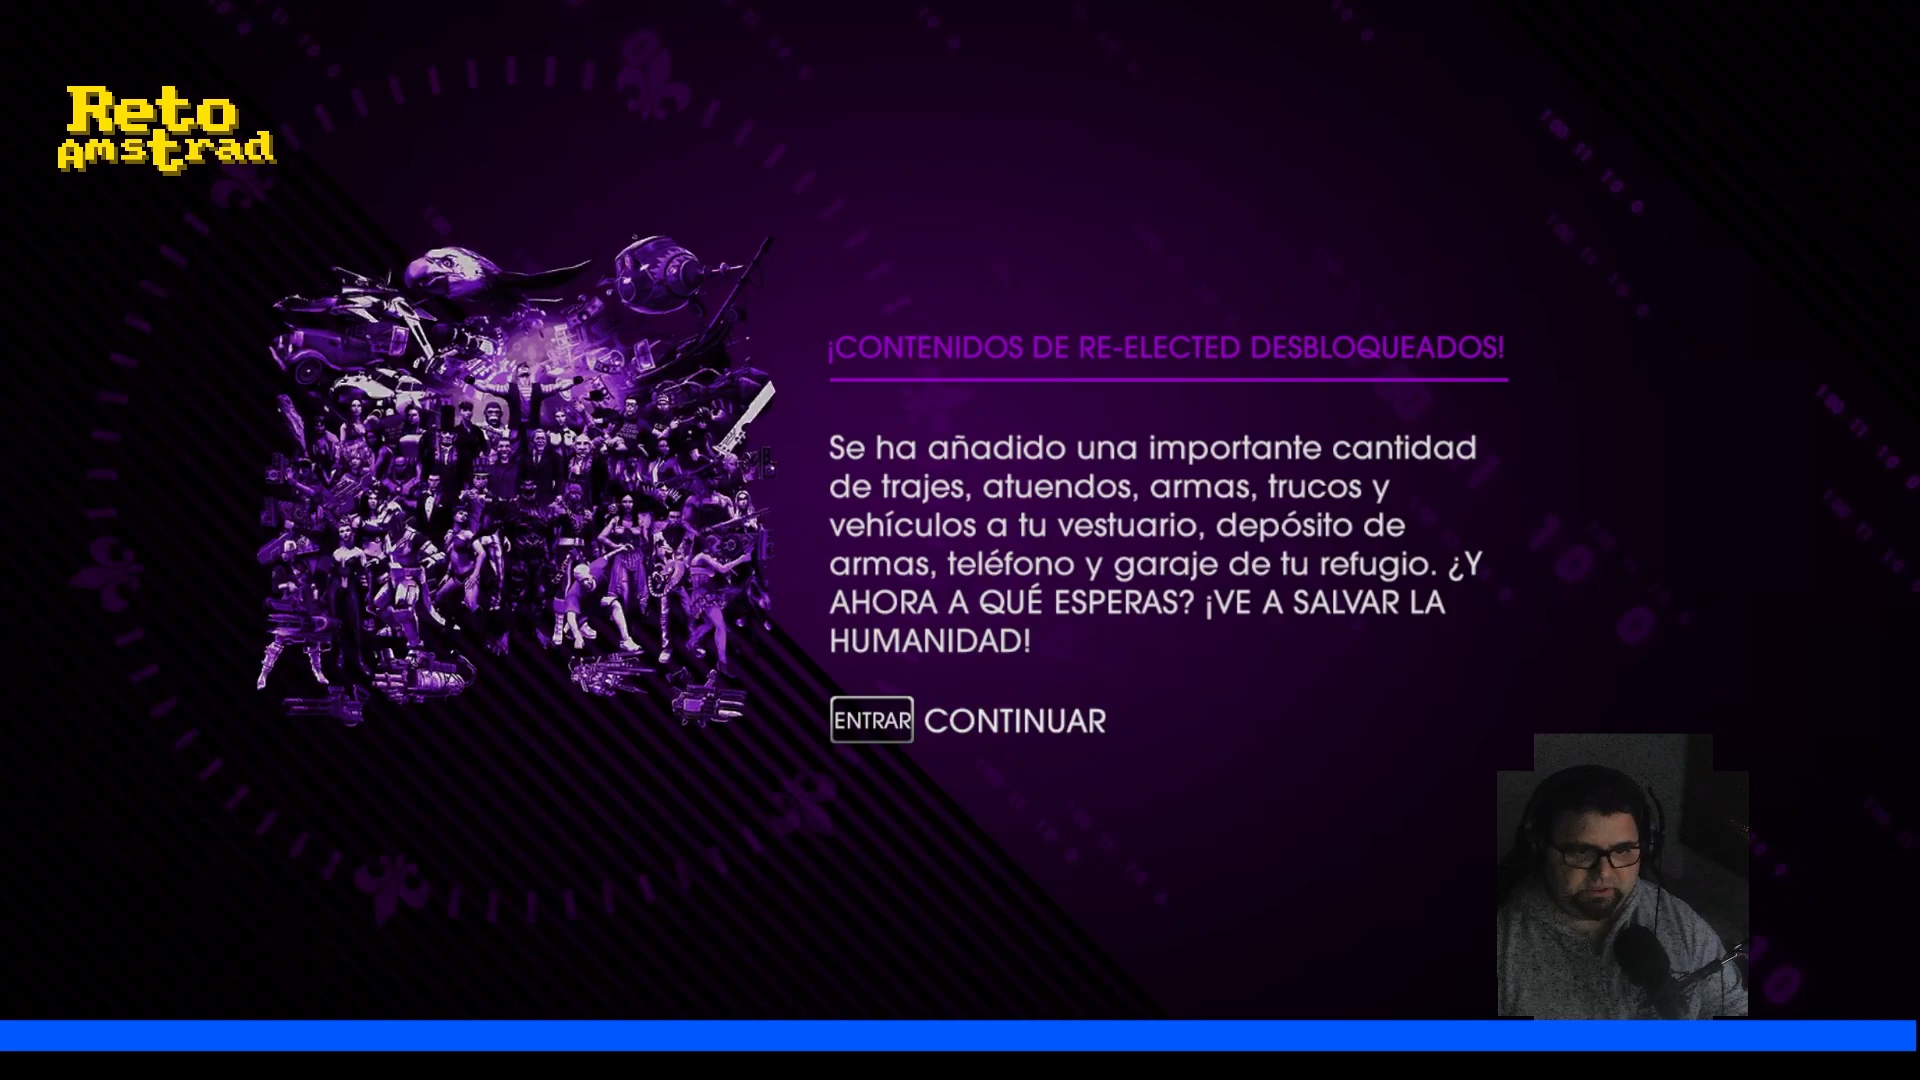 Reto
Amstrad
¡CONTENIDOS DE RE-ELECTED DESBLOQUEADOS!
Se ha añadido una importante cantidad
de trajes, atuendos, armas, trucos y
vehículos a tu vestuario, depósito de
armas, teléfono y garaje de tu refugio. ¿Y
AHORA A QUÉ ESPERAS? ¡VE A SALVAR LA
HUMANIDAD!
ENTRAR CONTINUAR